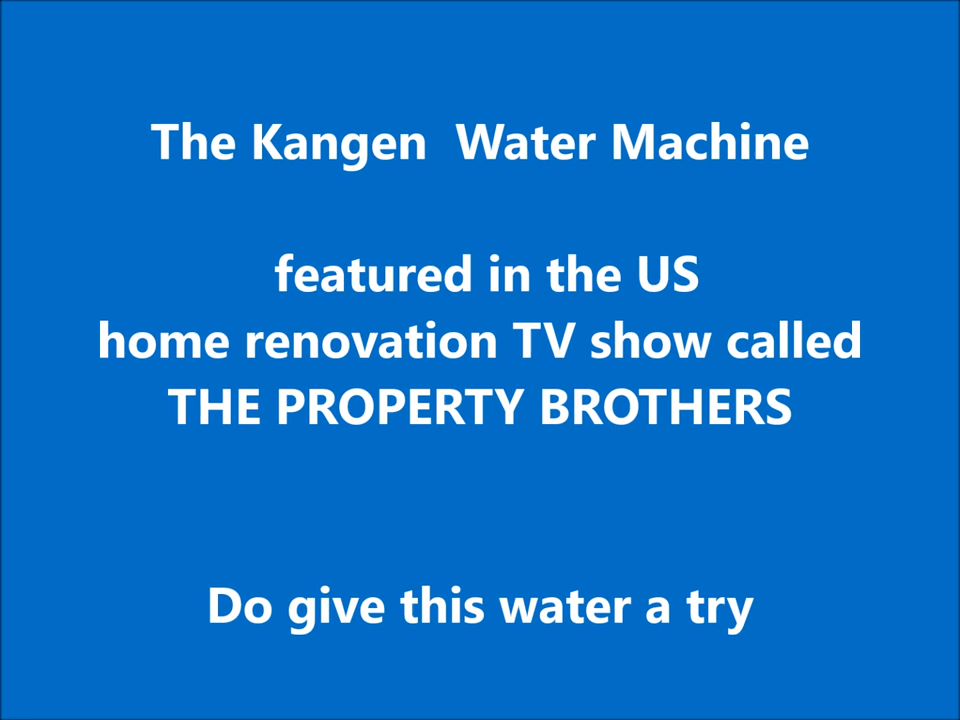 The Kangen  Water Machine
featured in the US
home renovation TV show called
THE PROPERTY BROTHERS
Do give this water a try